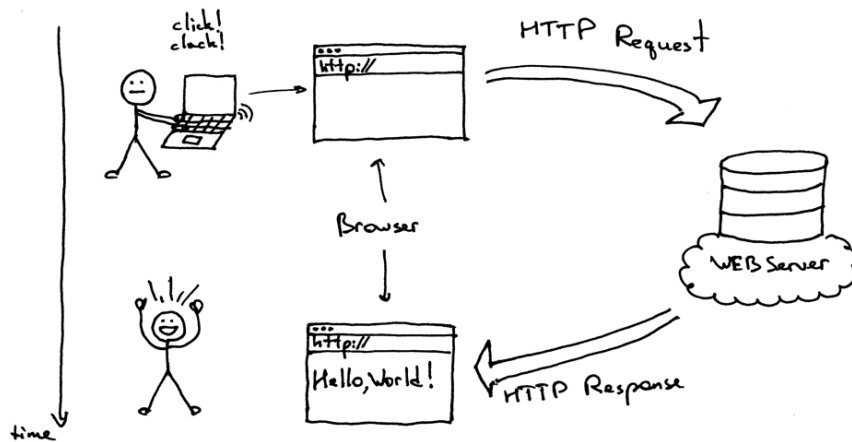 click!
clack!
HTTP Request
http://
Browser
WEB Server
http://
Hello, World!
HTTP Response
time